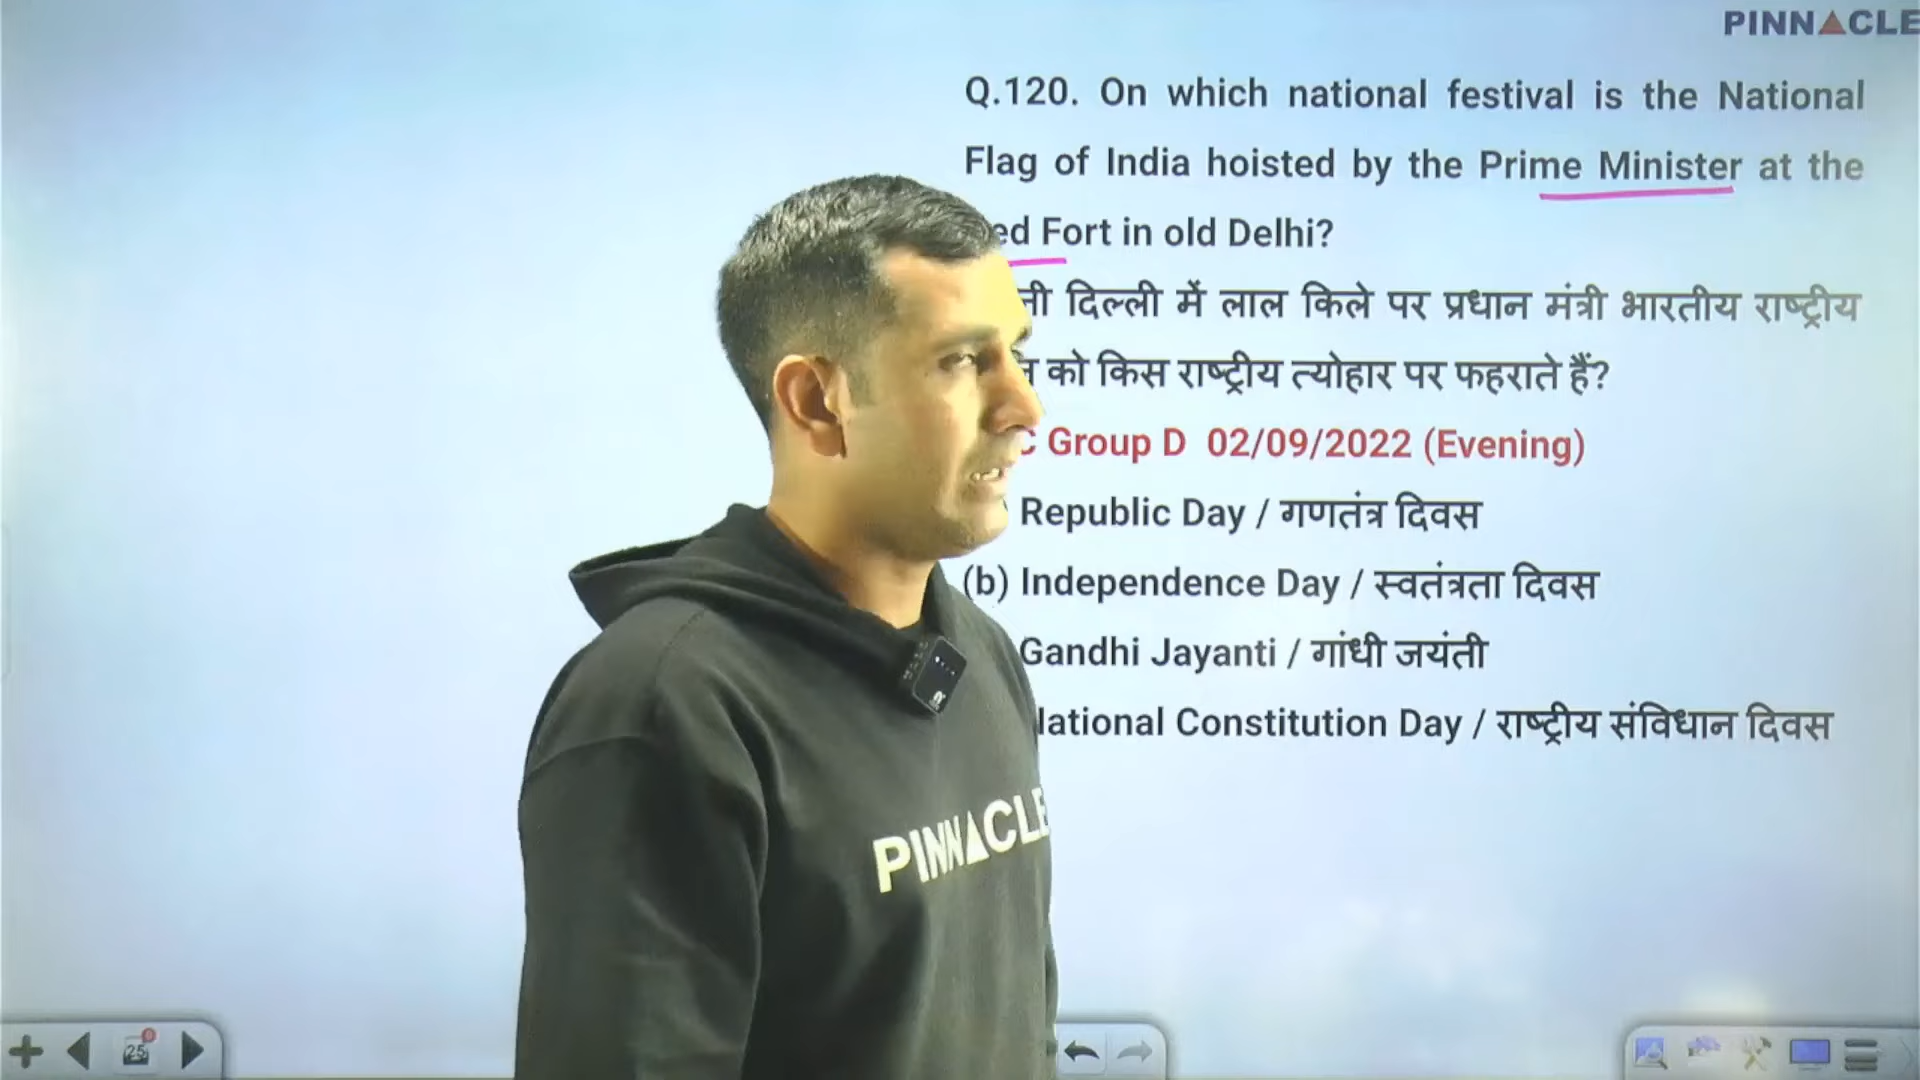 PINNACLE
Q.120. On which national festival is the National
Flag of India hoisted by the Prime Minister at the
Fort in old Delhi?
दिल्ली में लाल किले पर प्रधान मंत्री भारतीय राष्ट्रीय
को किस राष्ट्रीय त्योहार पर फहराते हैं?
Group D 02/09/2022 (Evening)
Republic Day / गणतंत्र दिवस
(b) Independence Day / स्वतंत्रता दिवस
Gandhi Jayanti / गांधी जयंती
Constitution Day / राष्ट्रीय संविधान दिवस
PINNACLE
25